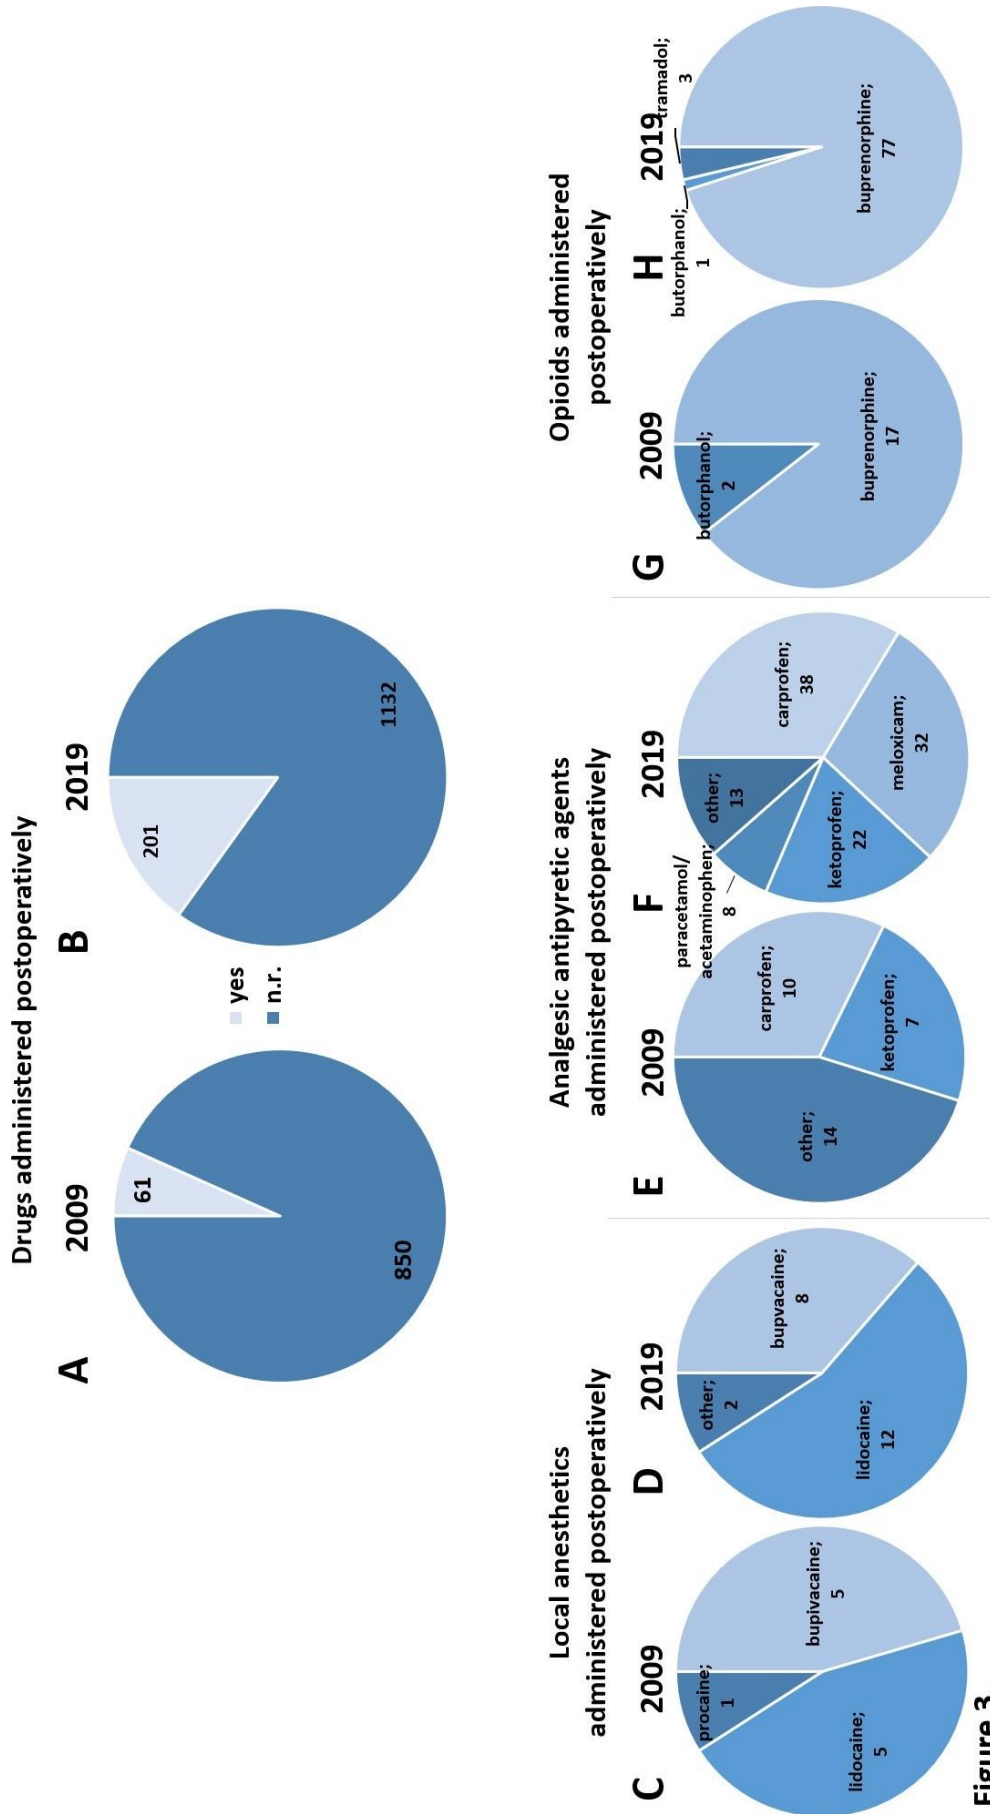 Drugs administered postoperatively
A
2009
61
850
yes
n.r.
B
2019
201
1132
Local anesthetics
administered postoperatively
C
2009
procaine;
1
bupivacaine;
5
lidocaine;
5
D
2019
other;
2
bupvacaine;
8
lidocaine;
12
Analgesic antipyretic agents
administered postoperatively
E
2009
other;
14
carprofen;
10
ketoprofen;
7
F
2019
paracetamol/
acetaminophen;
8
other;
13
carprofen;
38
ketoprofen;
22
meloxicam;
32
Opioids administered
postoperatively
G
2009
butorphanol;
2
buprenorphine;
17
H
2019
butorphanol;
1
tramadol;
3
buprenorphine;
77
Figure 3